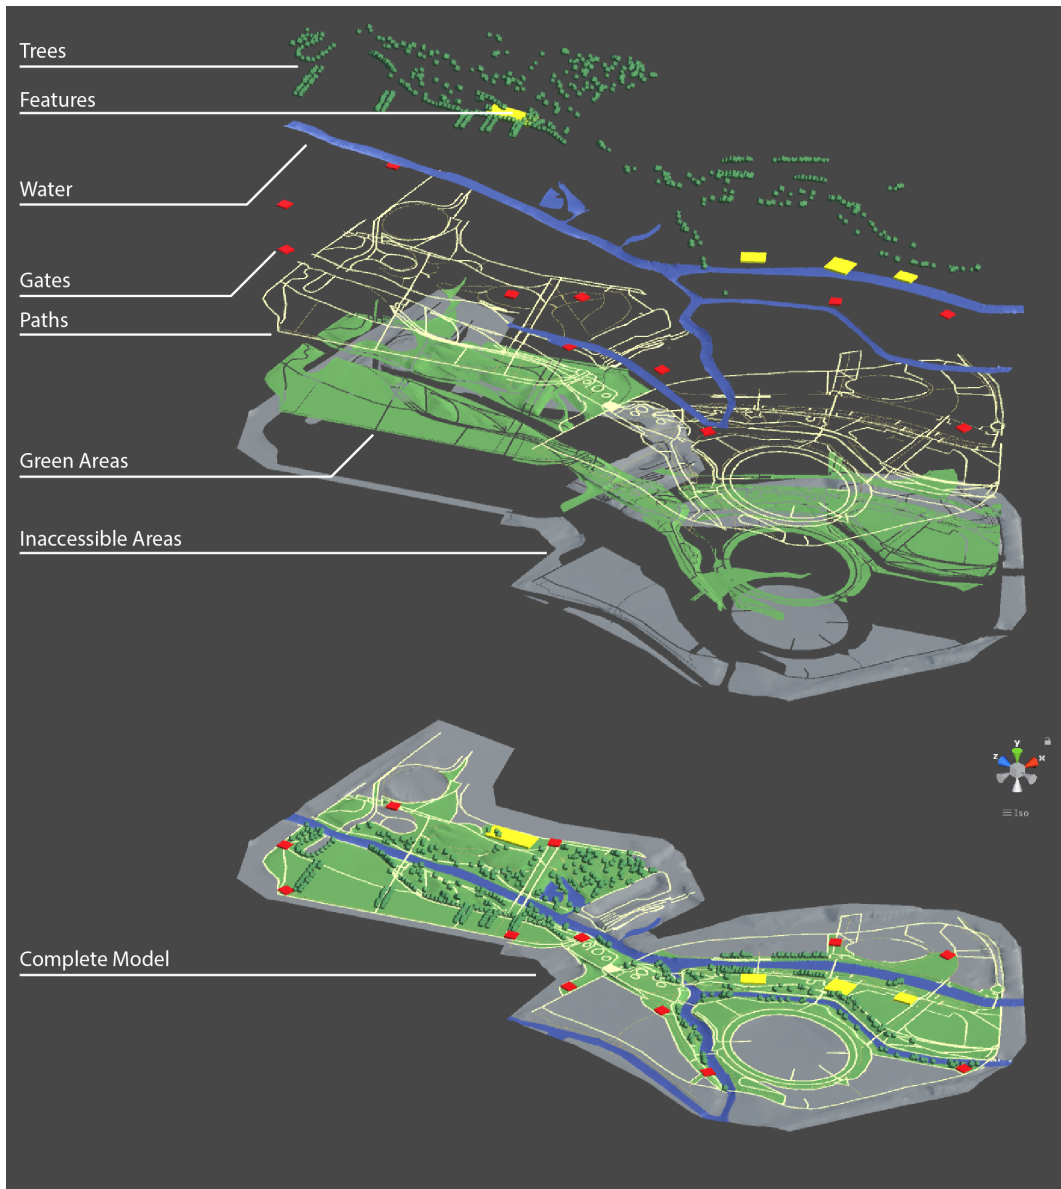 Trees
Features
Water
Gates
Paths
Green Areas
Inaccessible Areas
y
z
x
Iso
Complete Model